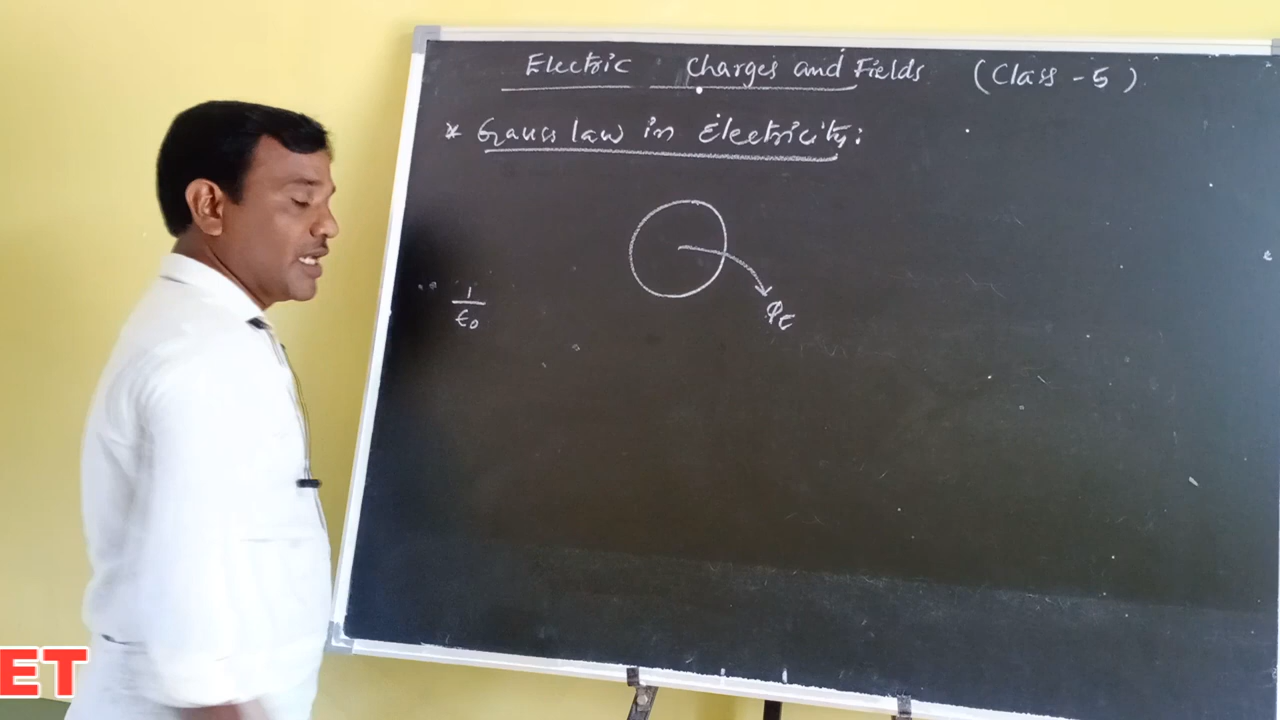 Electric Charges and Fields (Class - 5)
* Gauss law in Electricity:
1
ϵ0
ϕE
ET